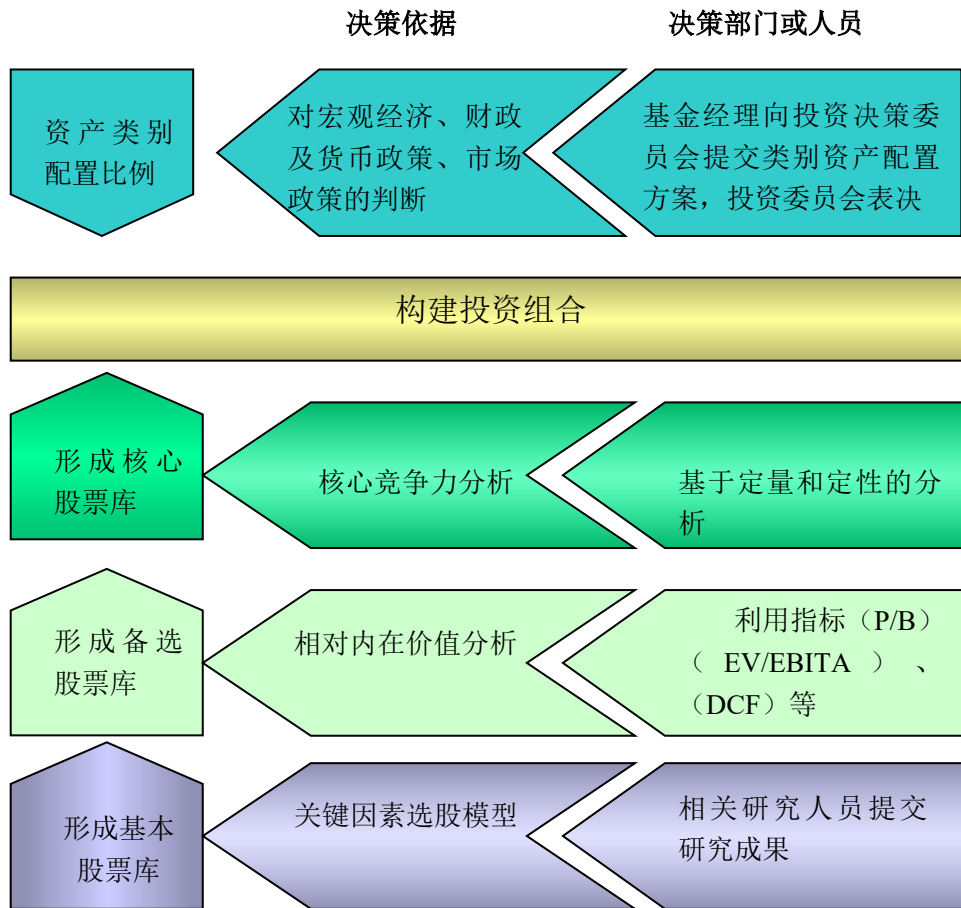 决策依据
决策部门或人员
资产类别
配置比例
对宏观经济、财政
及货币政策、市场
政策的判断
基金经理向投资决策委
员会提交类别资产配置
方案，投资委员会表决
构建投资组合
形成核心
股票库
核心竞争力分析
基于定量和定性的分
析
形成备选
股票库
相对内在价值分析
利用指标（P/B）
（EV/EBITA）、
（DCF）等
形成基本
股票库
关键因素选股模型
相关研究人员提交
研究成果